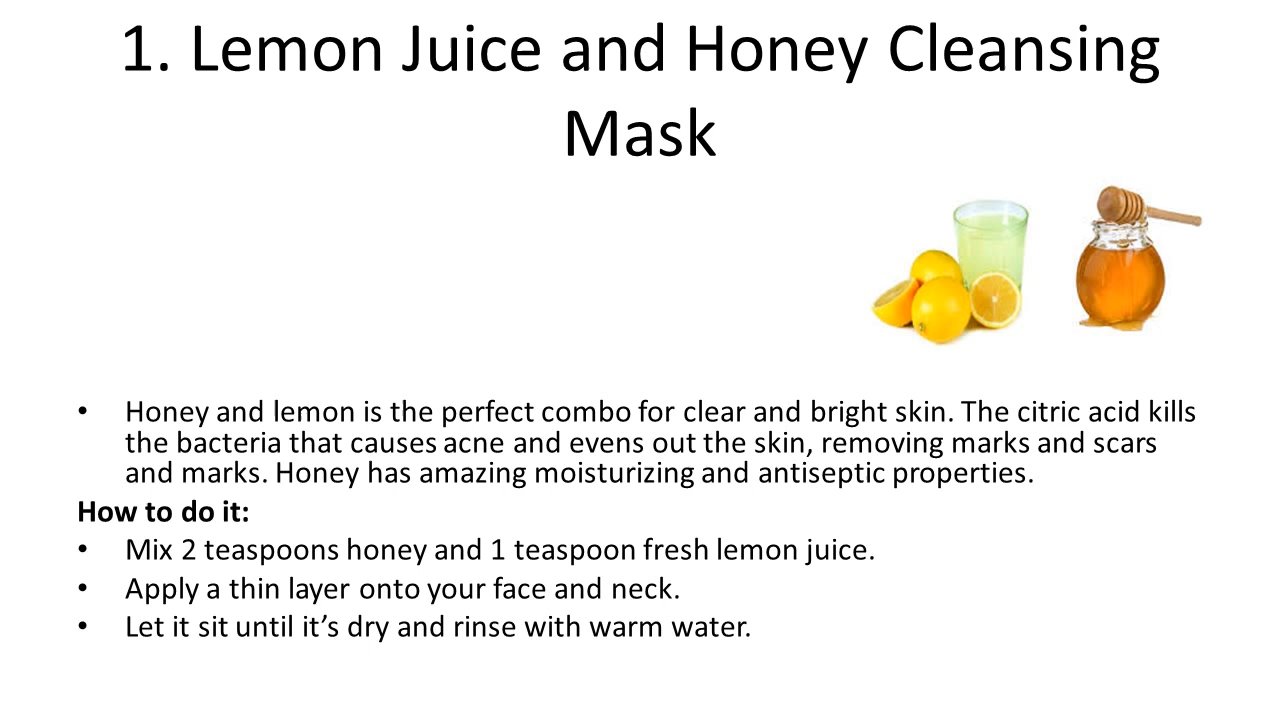 1. Lemon Juice and Honey Cleansing
Mask
• Honey and lemon is the perfect combo for clear and bright skin. The citric acid kills
the bacteria that causes acne and evens out the skin, removing marks and scars
and marks. Honey has amazing moisturizing and antiseptic properties.
How to do it:
• Mix 2 teaspoons honey and 1 teaspoon fresh lemon juice.
• Apply a thin layer onto your face and neck.
• Let it sit until it’s dry and rinse with warm water.